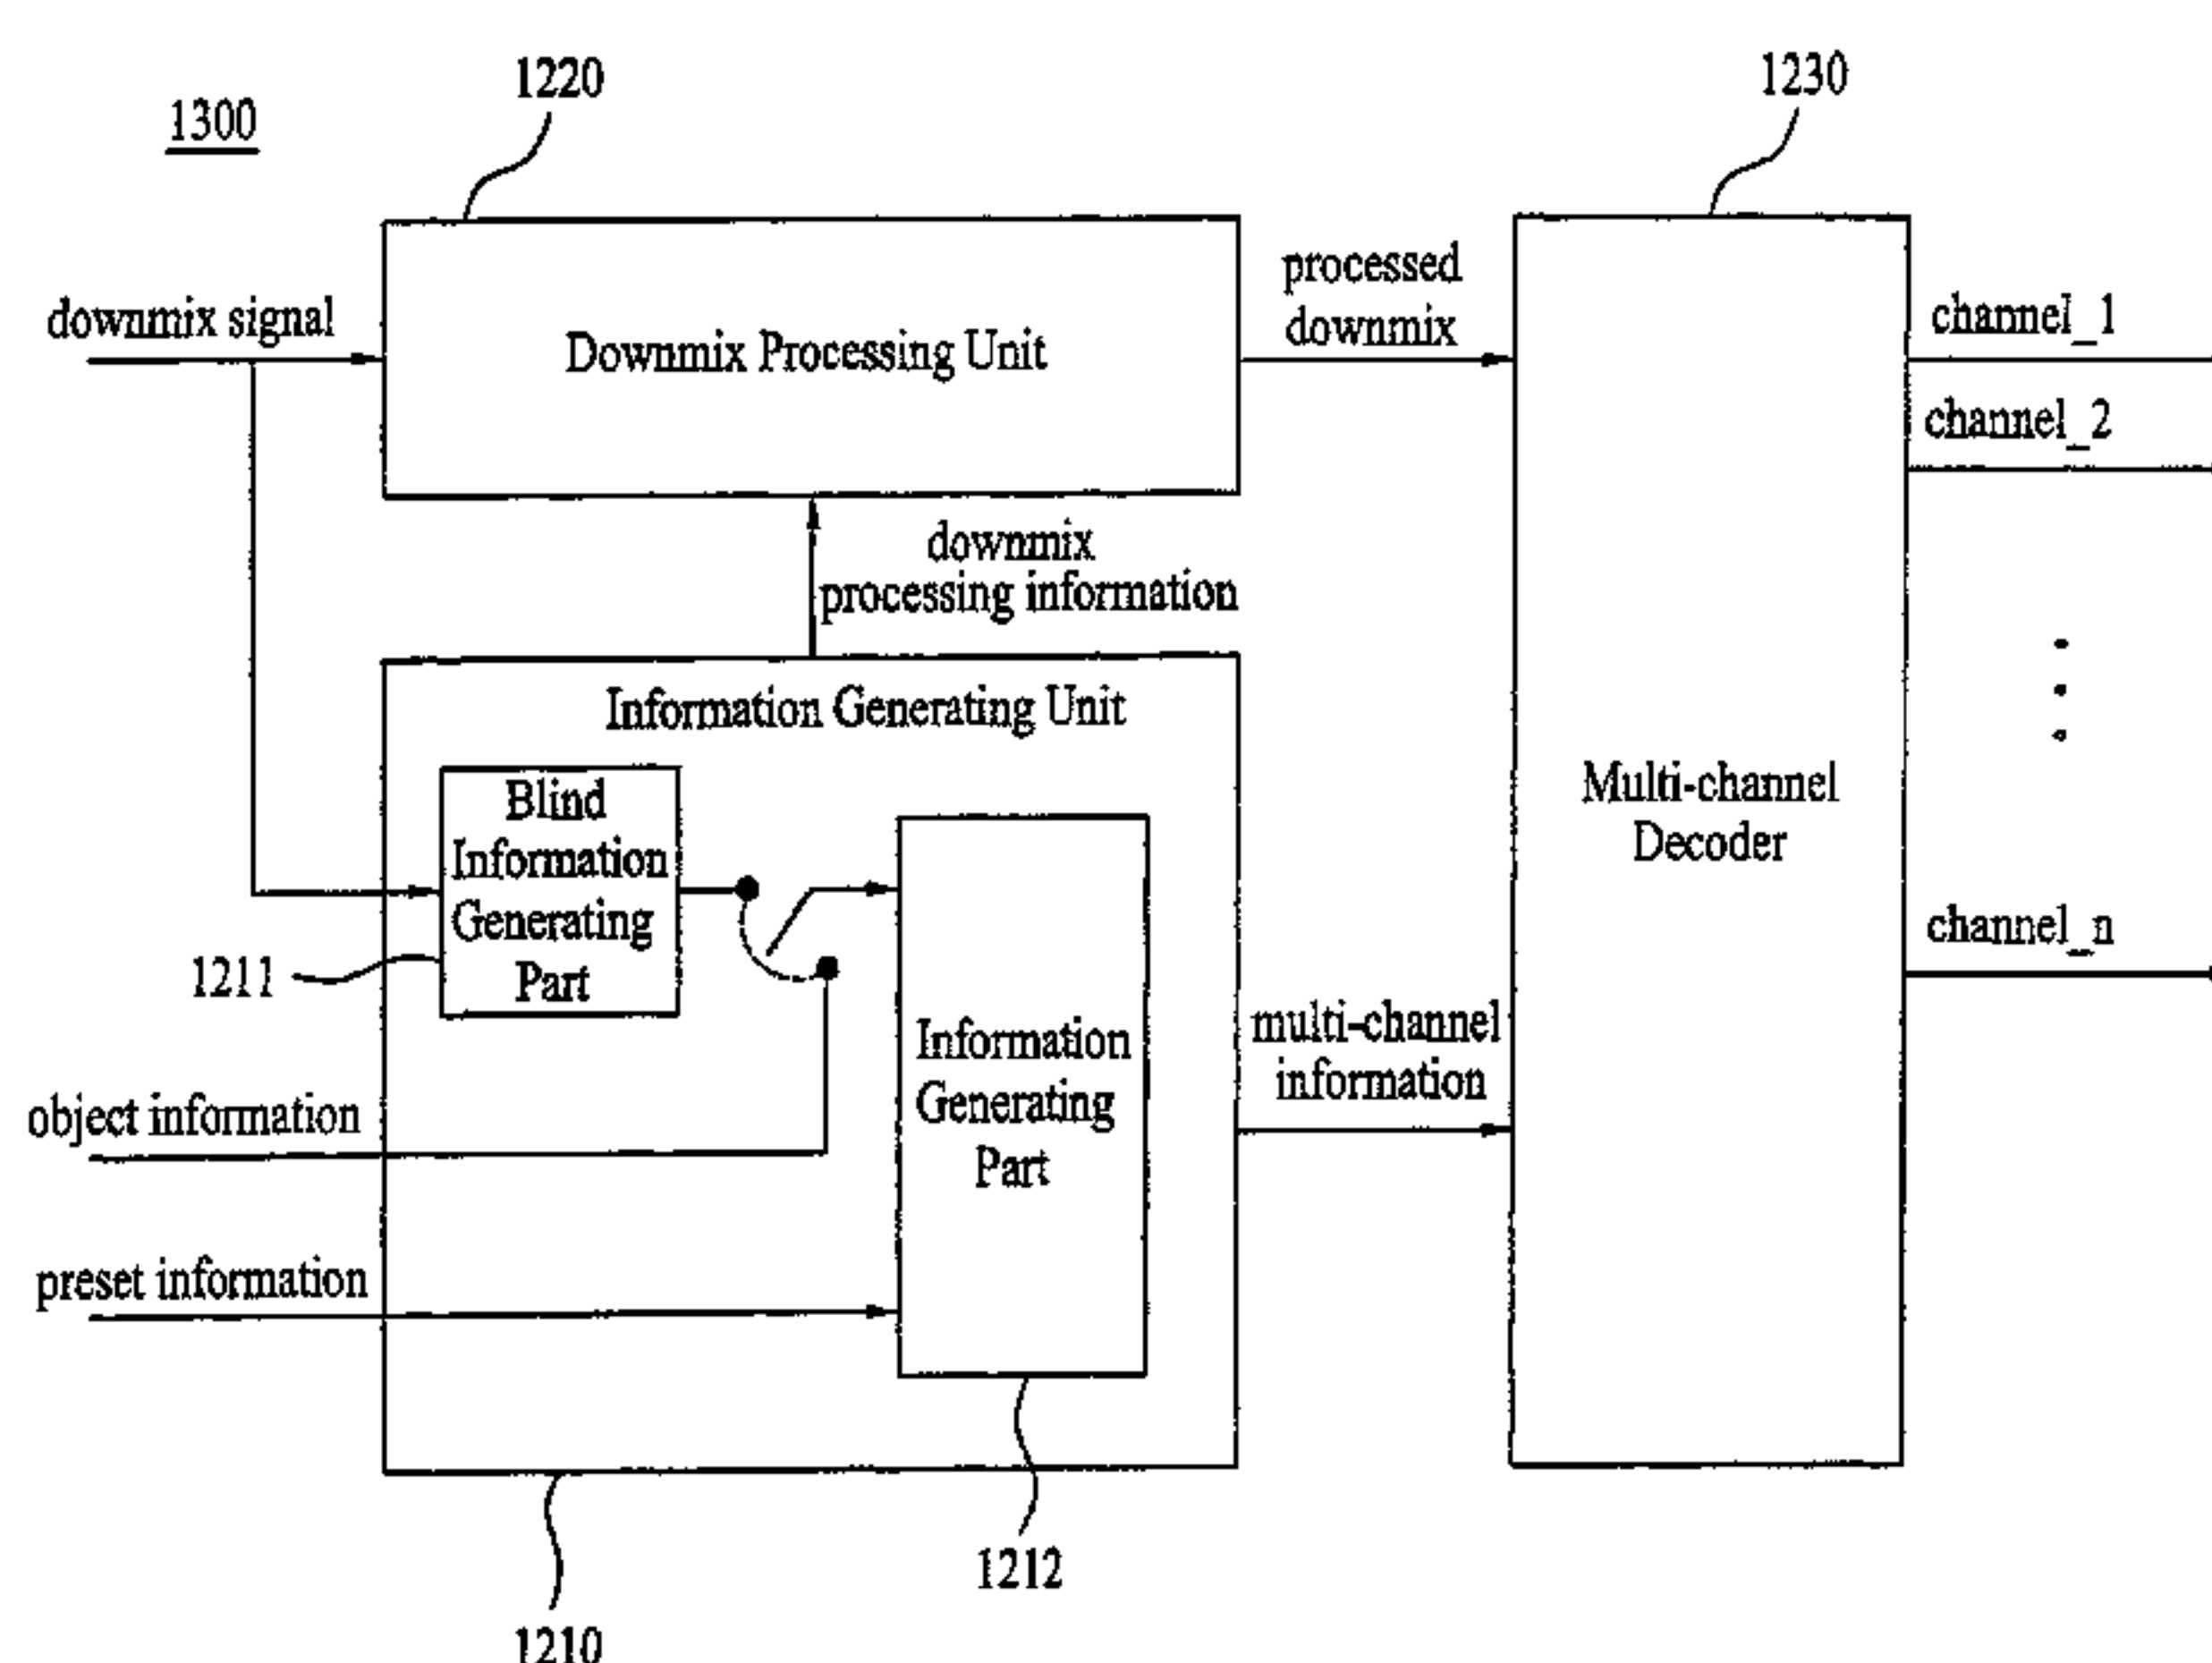 1220
1230
1300
downmix signal
Downmix Processing Unit
processed
downmix
channel_1
channel_2
downmix
processing information
Information Generating Unit
Blind
Information
Generating
Part
1211
Information
Generating
Part
Multi-channel
Decoder
channel_n
multi-channel
information
object information
preset information
1212
1210